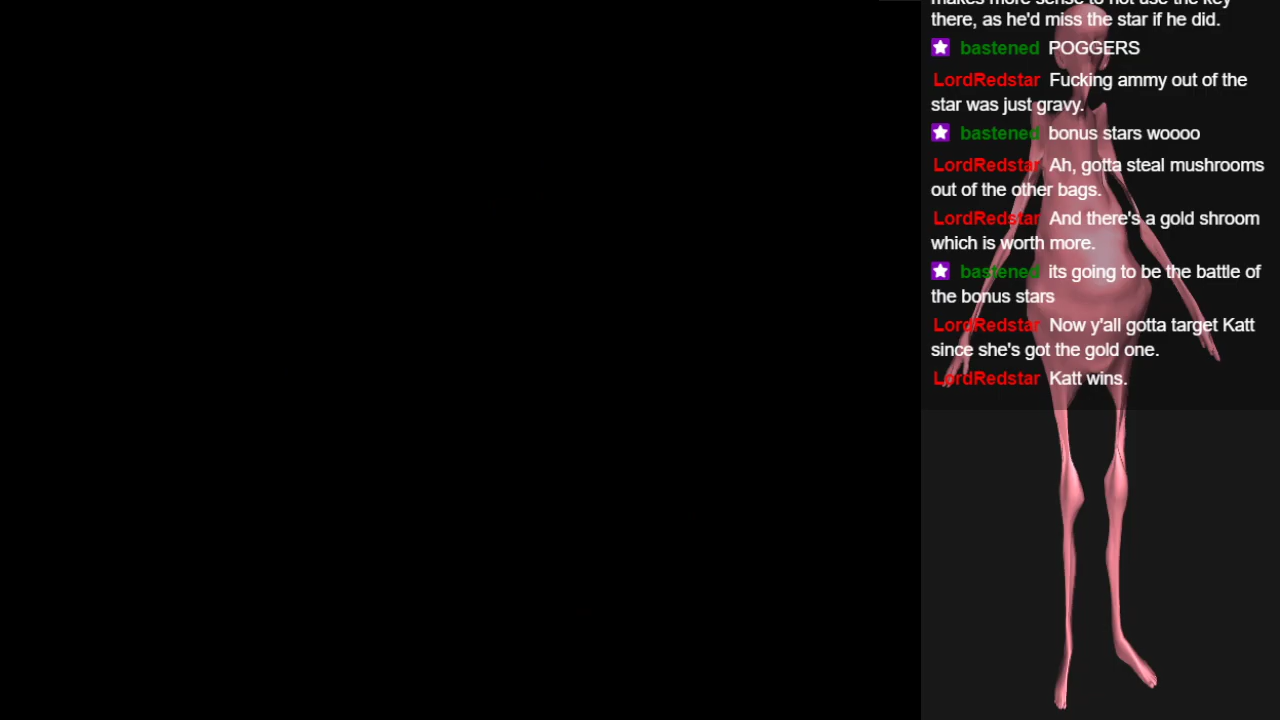 makes more sense to not use the key
there, as he'd miss the star if he did.
bastened POGGERS
LordRedstar Fucking ammy out of the
star was just gravy.
bastened bonus stars woooo
LordRedstar Ah, gotta steal mushrooms
out of the other bags.
LordRedstar And there's a gold shroom
which is worth more.
bastened its going to be the battle of
the bonus stars
LordRedstar Now y'all gotta target Katt
since she's got the gold one.
LordRedstar Katt wins.